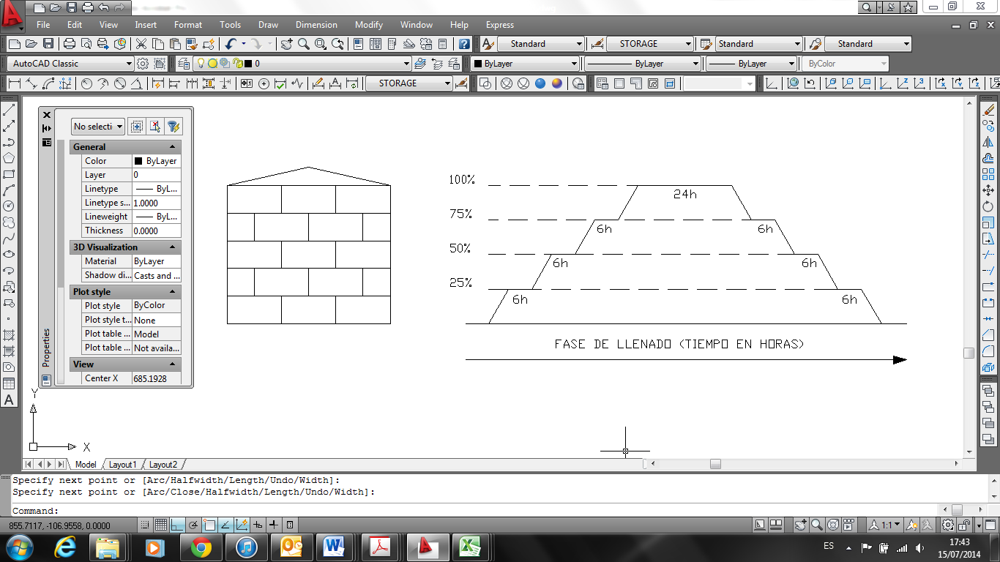 File Edit View Insert Format Tools Draw Dimension Modify Window Help Express
Standard STORAGE Standard Standard
AutoCAD Classic 0 ByLayer ByLayer ByLayer ByColor
STORAGE
No selecti
General
Color ByLayer
Layer 0
Linetype ByL...
Linetype s... 1.0000
Lineweight ByL...
Thickness 0.0000
3D Visualization
Material ByLayer
Shadow di... Casts and ...
Plot style
Plot style ByColor
Plot style t... None
Plot table ... Model
Plot table ... Not availa...
View
Center X 685.1928
Properties
100%
24h
75%
6h 6h
50%
6h 6h
25%
6h 6h
FASE DE LLENADO (TIEMPO EN HORAS)
Y
X
Model Layout1 Layout2
Specify next point or [Arc/Halfwidth/Length/Undo/Width]:
Specify next point or [Arc/Close/Halfwidth/Length/Undo/Width]:
Command:
855.7117, -106.9558, 0.0000
1:1
ES
17:43
15/07/2014